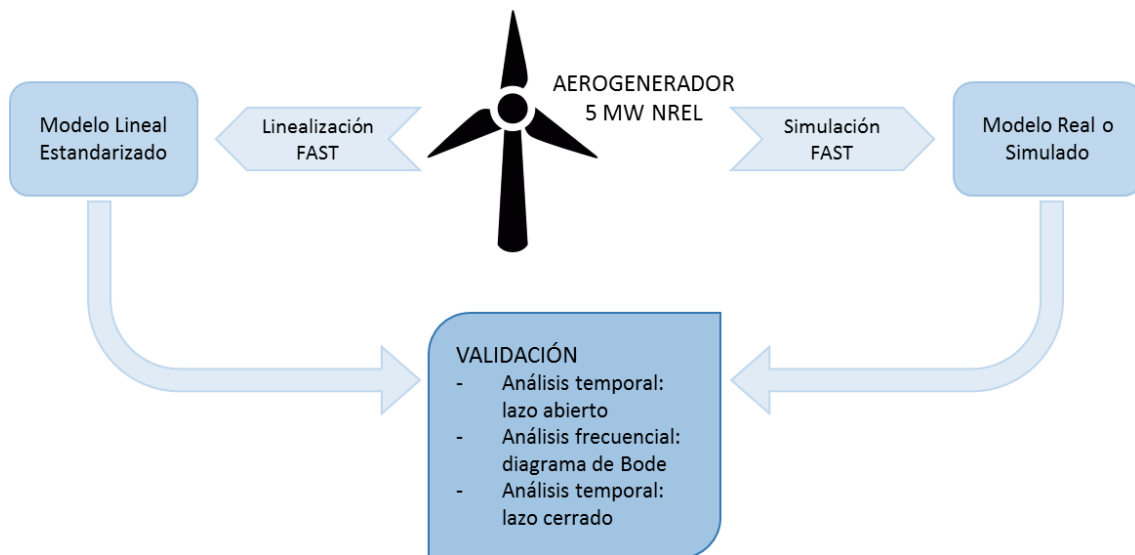 AEROGENERADOR
5 MW NREL
Modelo Lineal
Estandarizado
Linealización
FAST
Simulación
FAST
Modelo Real o
Simulado
VALIDACIÓN
- Análisis temporal:
lazo abierto
- Análisis frecuencial:
diagrama de Bode
- Análisis temporal:
lazo cerrado